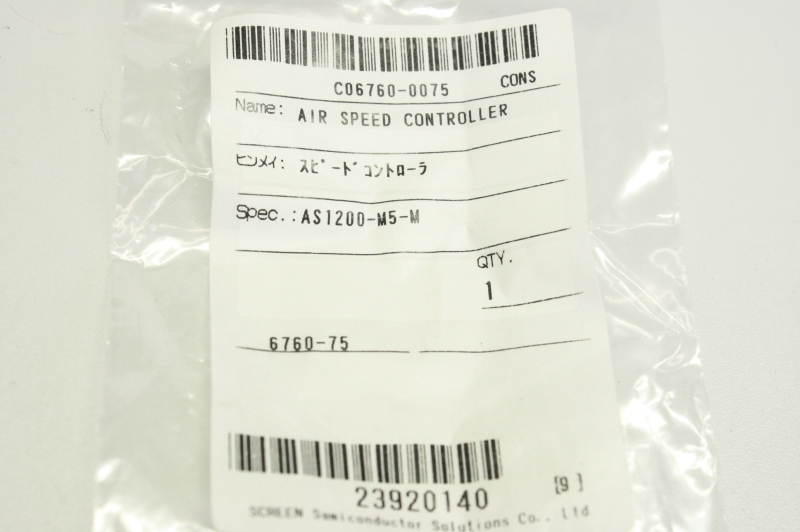 C06760-0075 CONS
Name: AIR SPEED CONTROLLER
ヒンメイ: スピードコントローラ
Spec.: AS1200-M5-M
QTY.
1
6760-75
23920140 [9 ]
SCREEN Semiconductor Solutions Co., Ltd